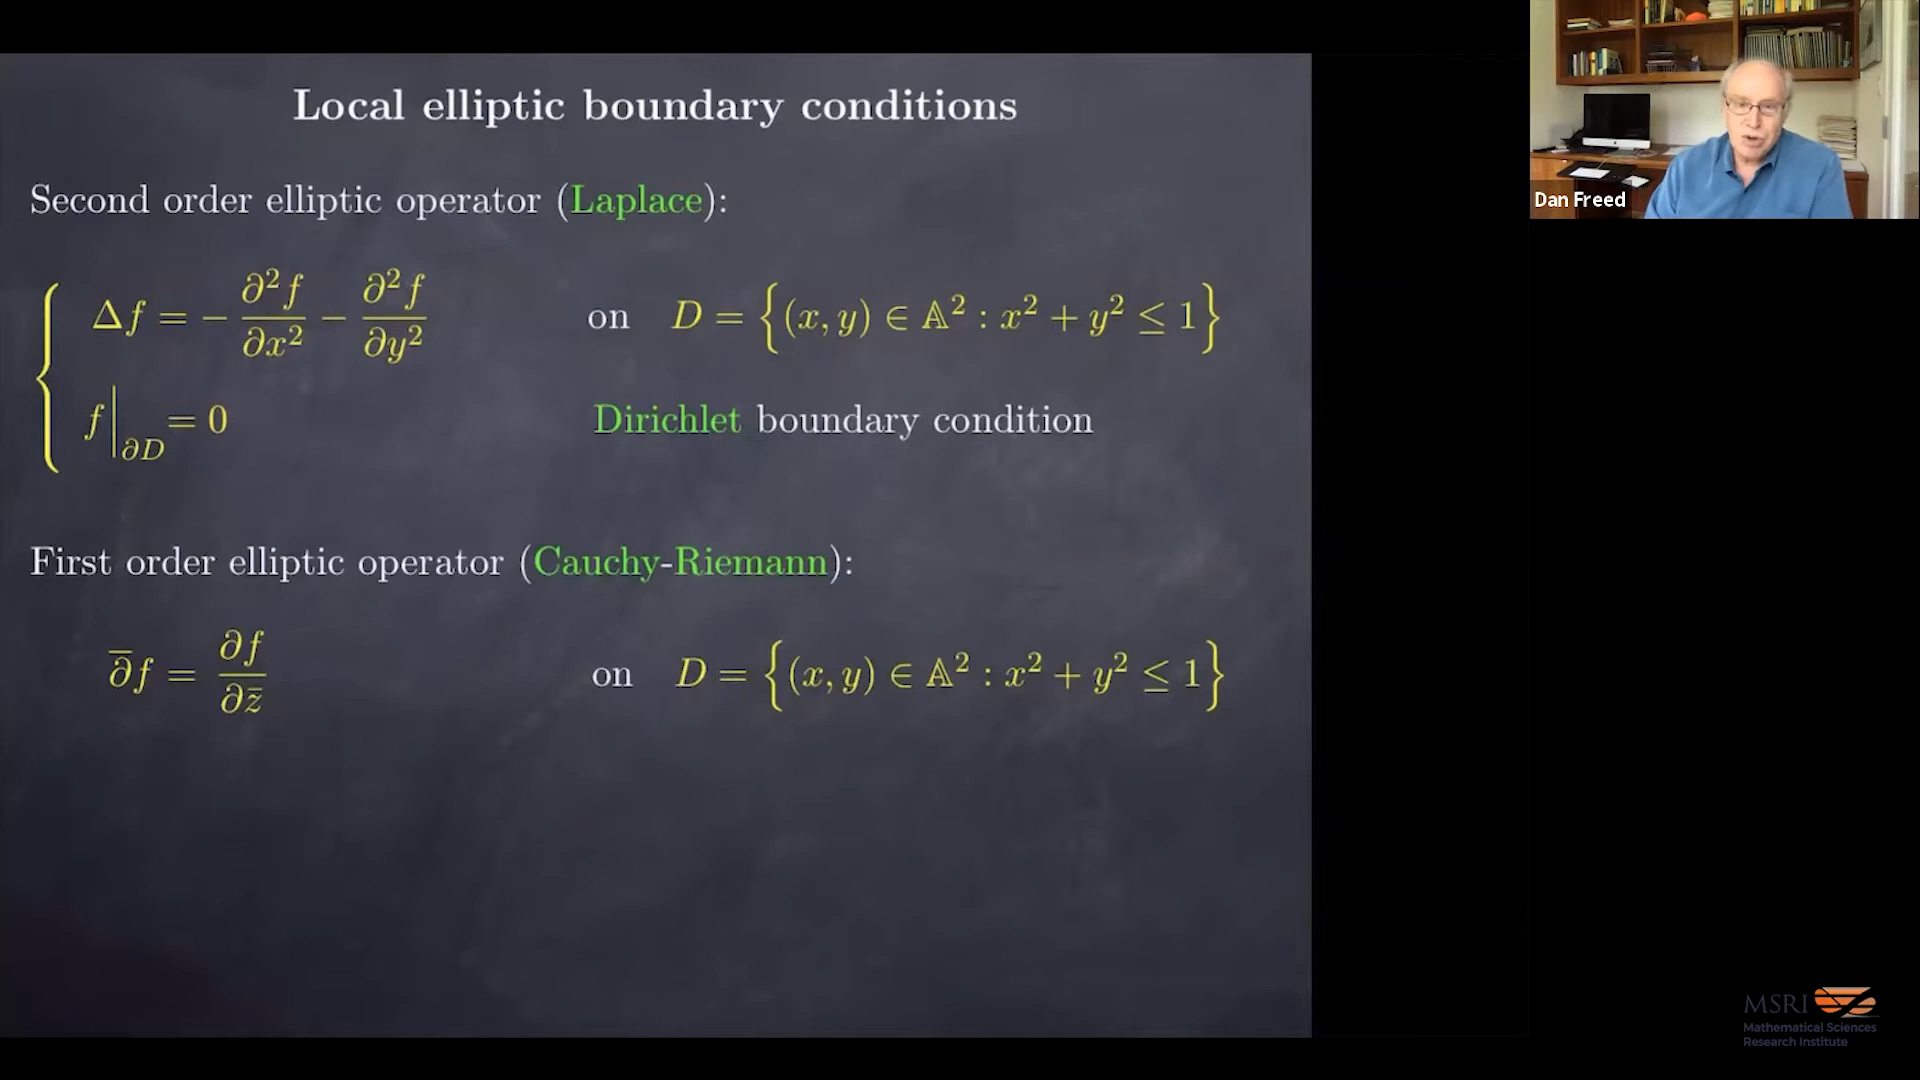 Local elliptic boundary conditions
Second order elliptic operator (Laplace):
Δf = − ∂²f/∂x² − ∂²f/∂y² on D = {(x, y) ∈ 𝔸² : x² + y² ≤ 1}
f|∂D = 0 Dirichlet boundary condition
First order elliptic operator (Cauchy-Riemann):
∂̅f = ∂f/∂z̅ on D = {(x, y) ∈ 𝔸² : x² + y² ≤ 1}
Dan Freed
MSRI
Mathematical Sciences
Research Institute